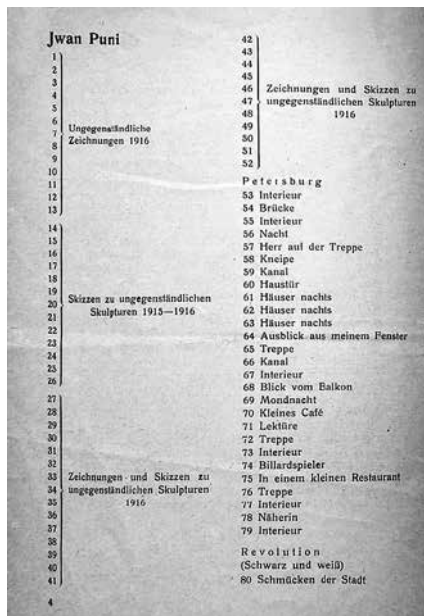 Jwan Puni
1
2
3
4
5
6
7 Ungegenständliche
8 Zeichnungen 1916
9
10
11
12
13
14
15
16
17
18
19
20 Skizzen zu ungegenständlichen
21 Skulpturen 1915—1916
22
23
24
25
26
27
28
29
30
31
32
33 Zeichnungen und Skizzen zu
34 ungegenständlichen Skulpturen
35 1916
36
37
38
39
40
41
42
43
44
45
46 Zeichnungen und Skizzen zu
47 ungegenständlichen Skulpturen
48 1916
49
50
51
52
Petersburg
53 Interieur
54 Brücke
55 Interieur
56 Nacht
57 Herr auf der Treppe
58 Kneipe
59 Kanal
60 Haustür
61 Häuser nachts
62 Häuser nachts
63 Häuser nachts
64 Ausblick aus meinem Fenster
65 Treppe
66 Kanal
67 Interieur
68 Blick vom Balkon
69 Mondnacht
70 Kleines Café
71 Lektüre
72 Treppe
73 Interieur
74 Billardspieler
75 In einem kleinen Restaurant
76 Treppe
77 Interieur
78 Näherin
79 Interieur
Revolution
(Schwarz und weiß)
80 Schmücken der Stadt
4